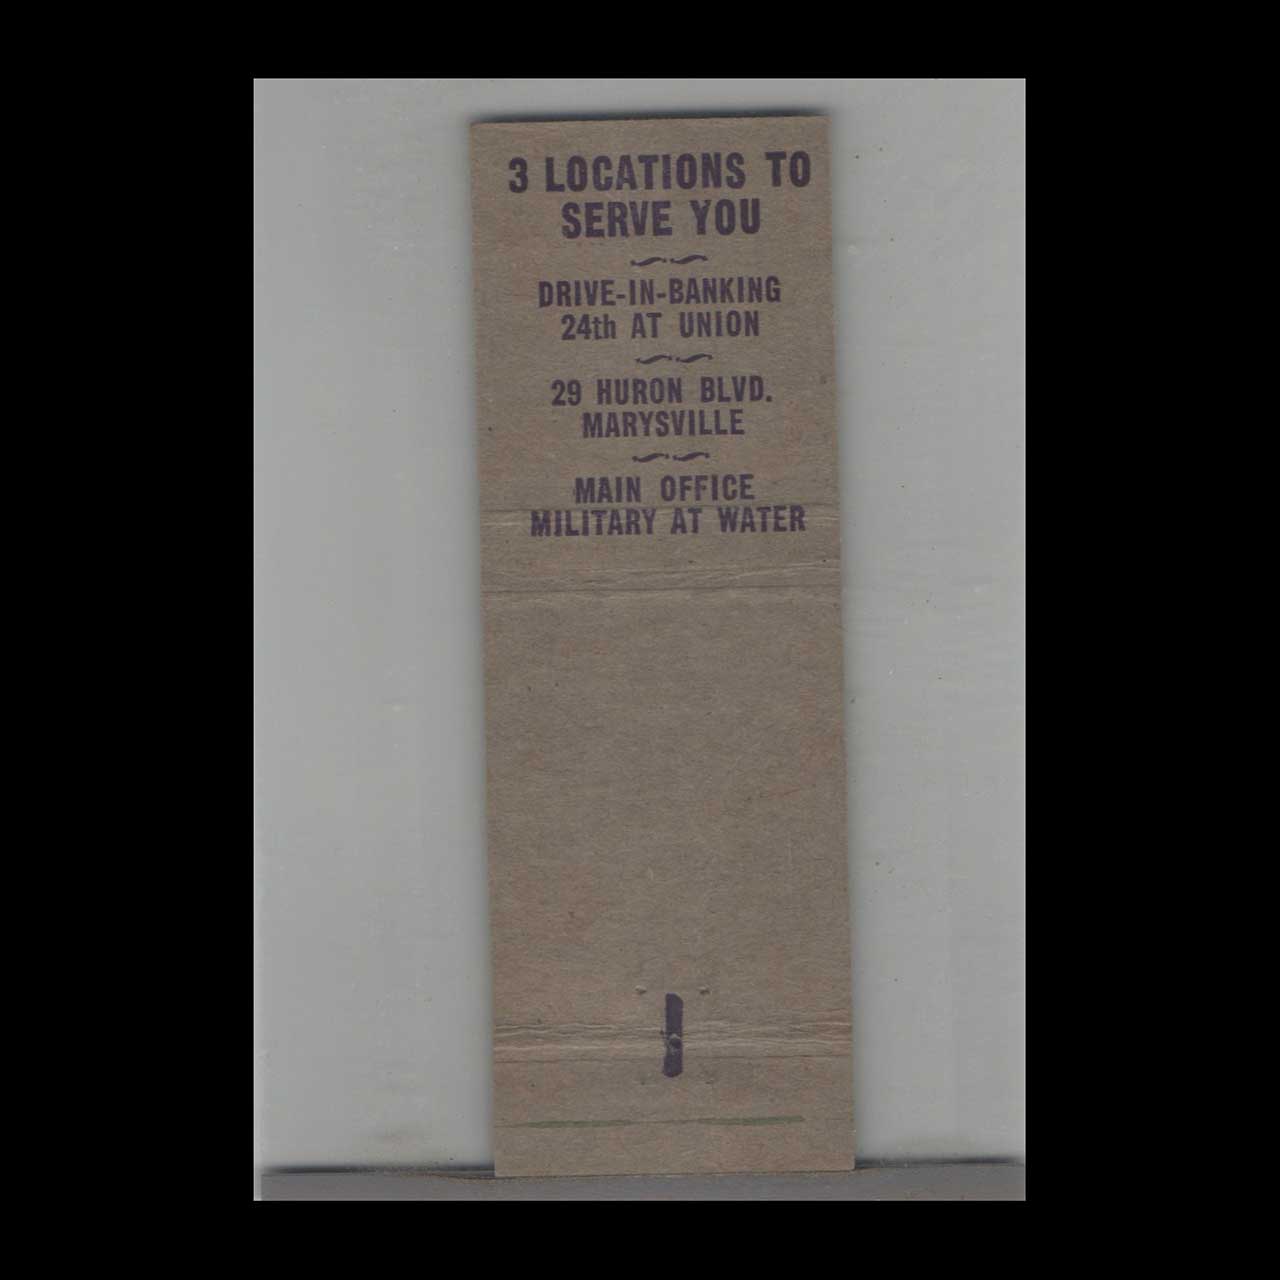 3 LOCATIONS TO
SERVE YOU
DRIVE-IN-BANKING
24th AT UNION
29 HURON BLVD.
MARYSVILLE
MAIN OFFICE
MILITARY AT WATER